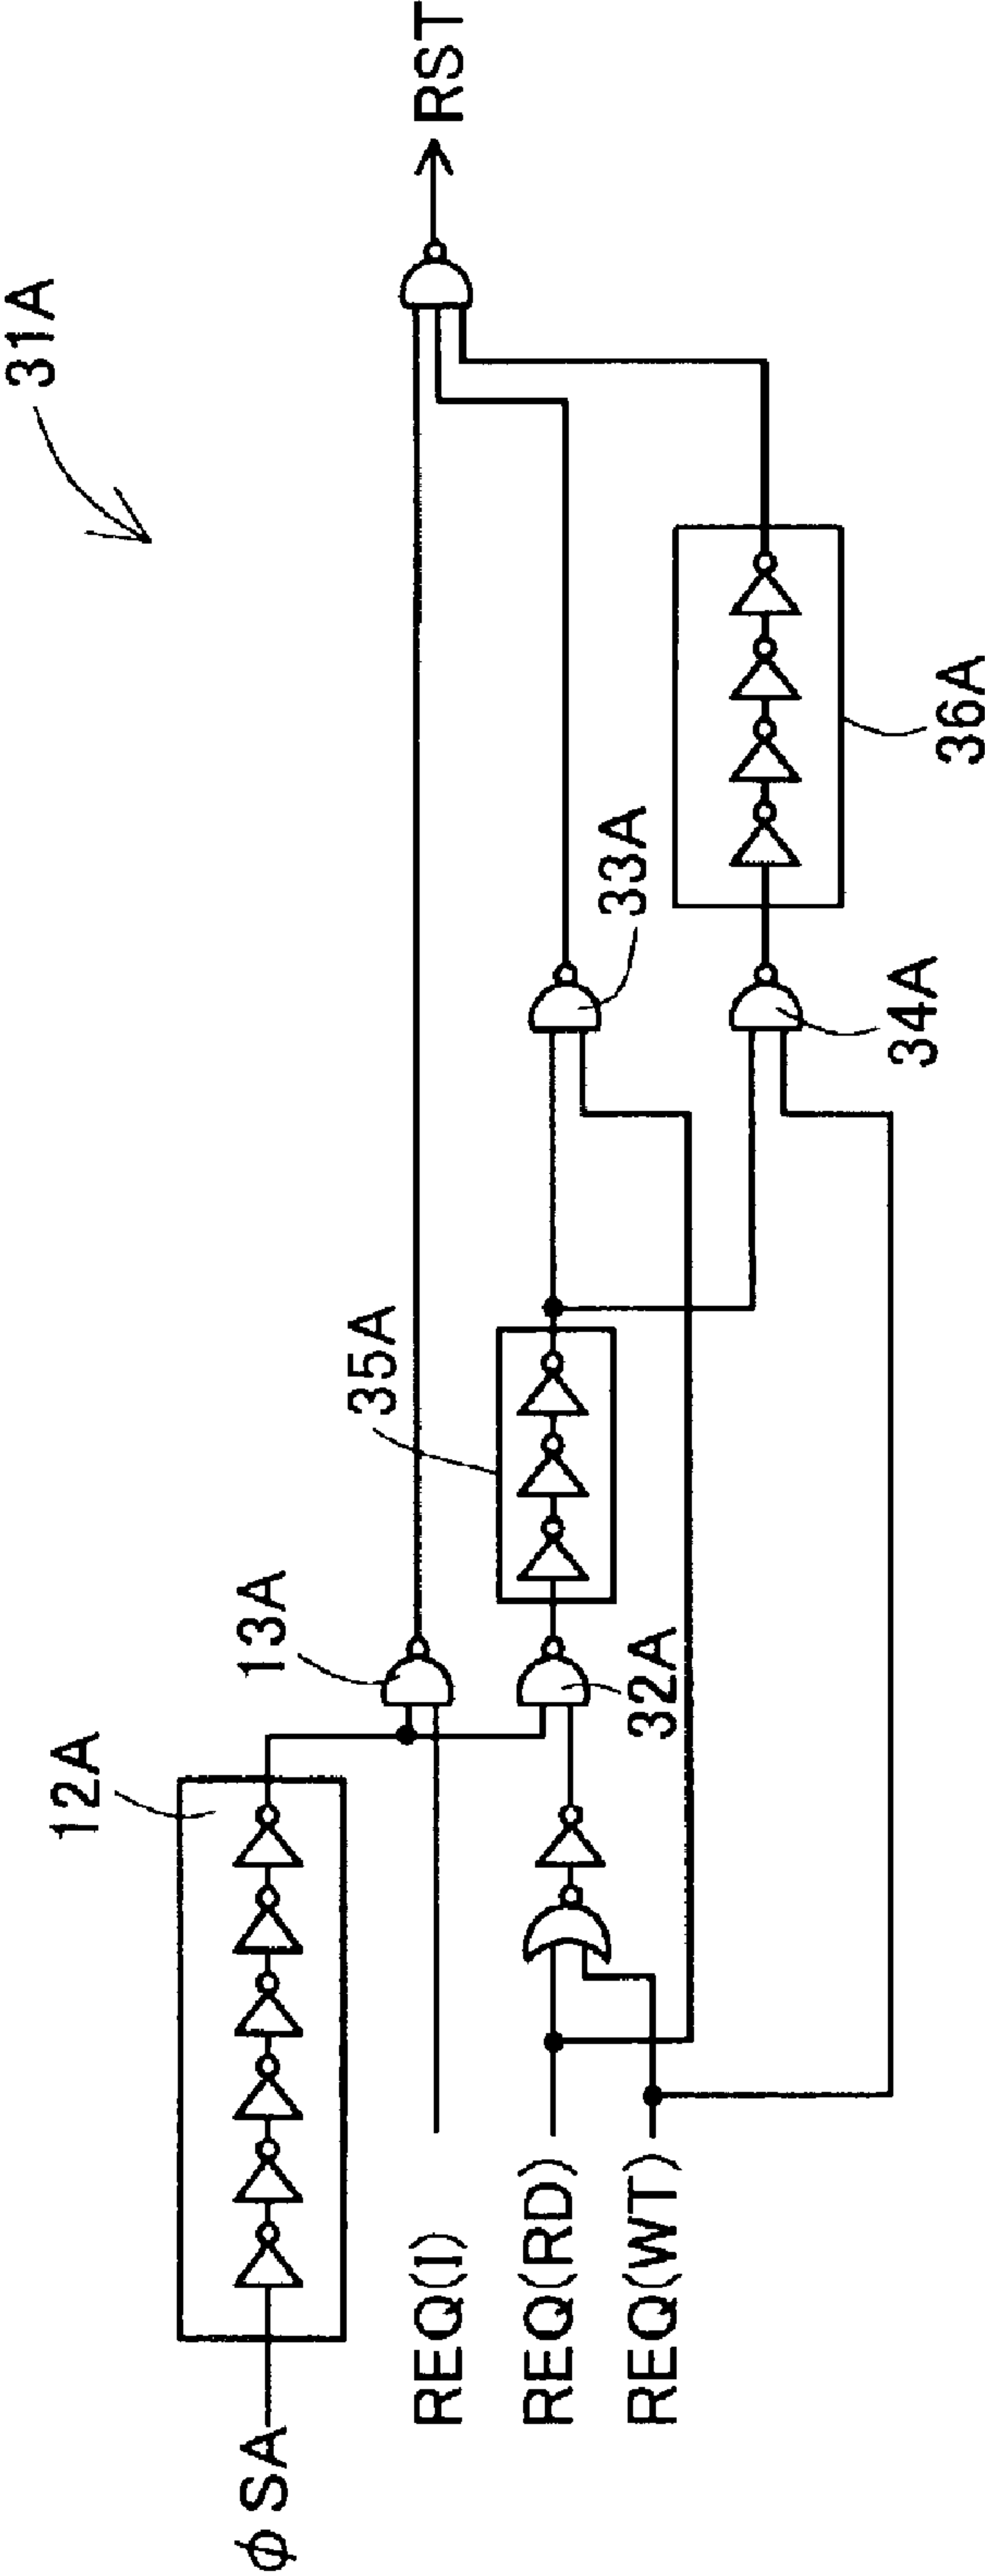 31A
RST
12A
13A
35A
33A
36A
32A
34A
φSA
REQ(I)
REQ(RD)
REQ(WT)